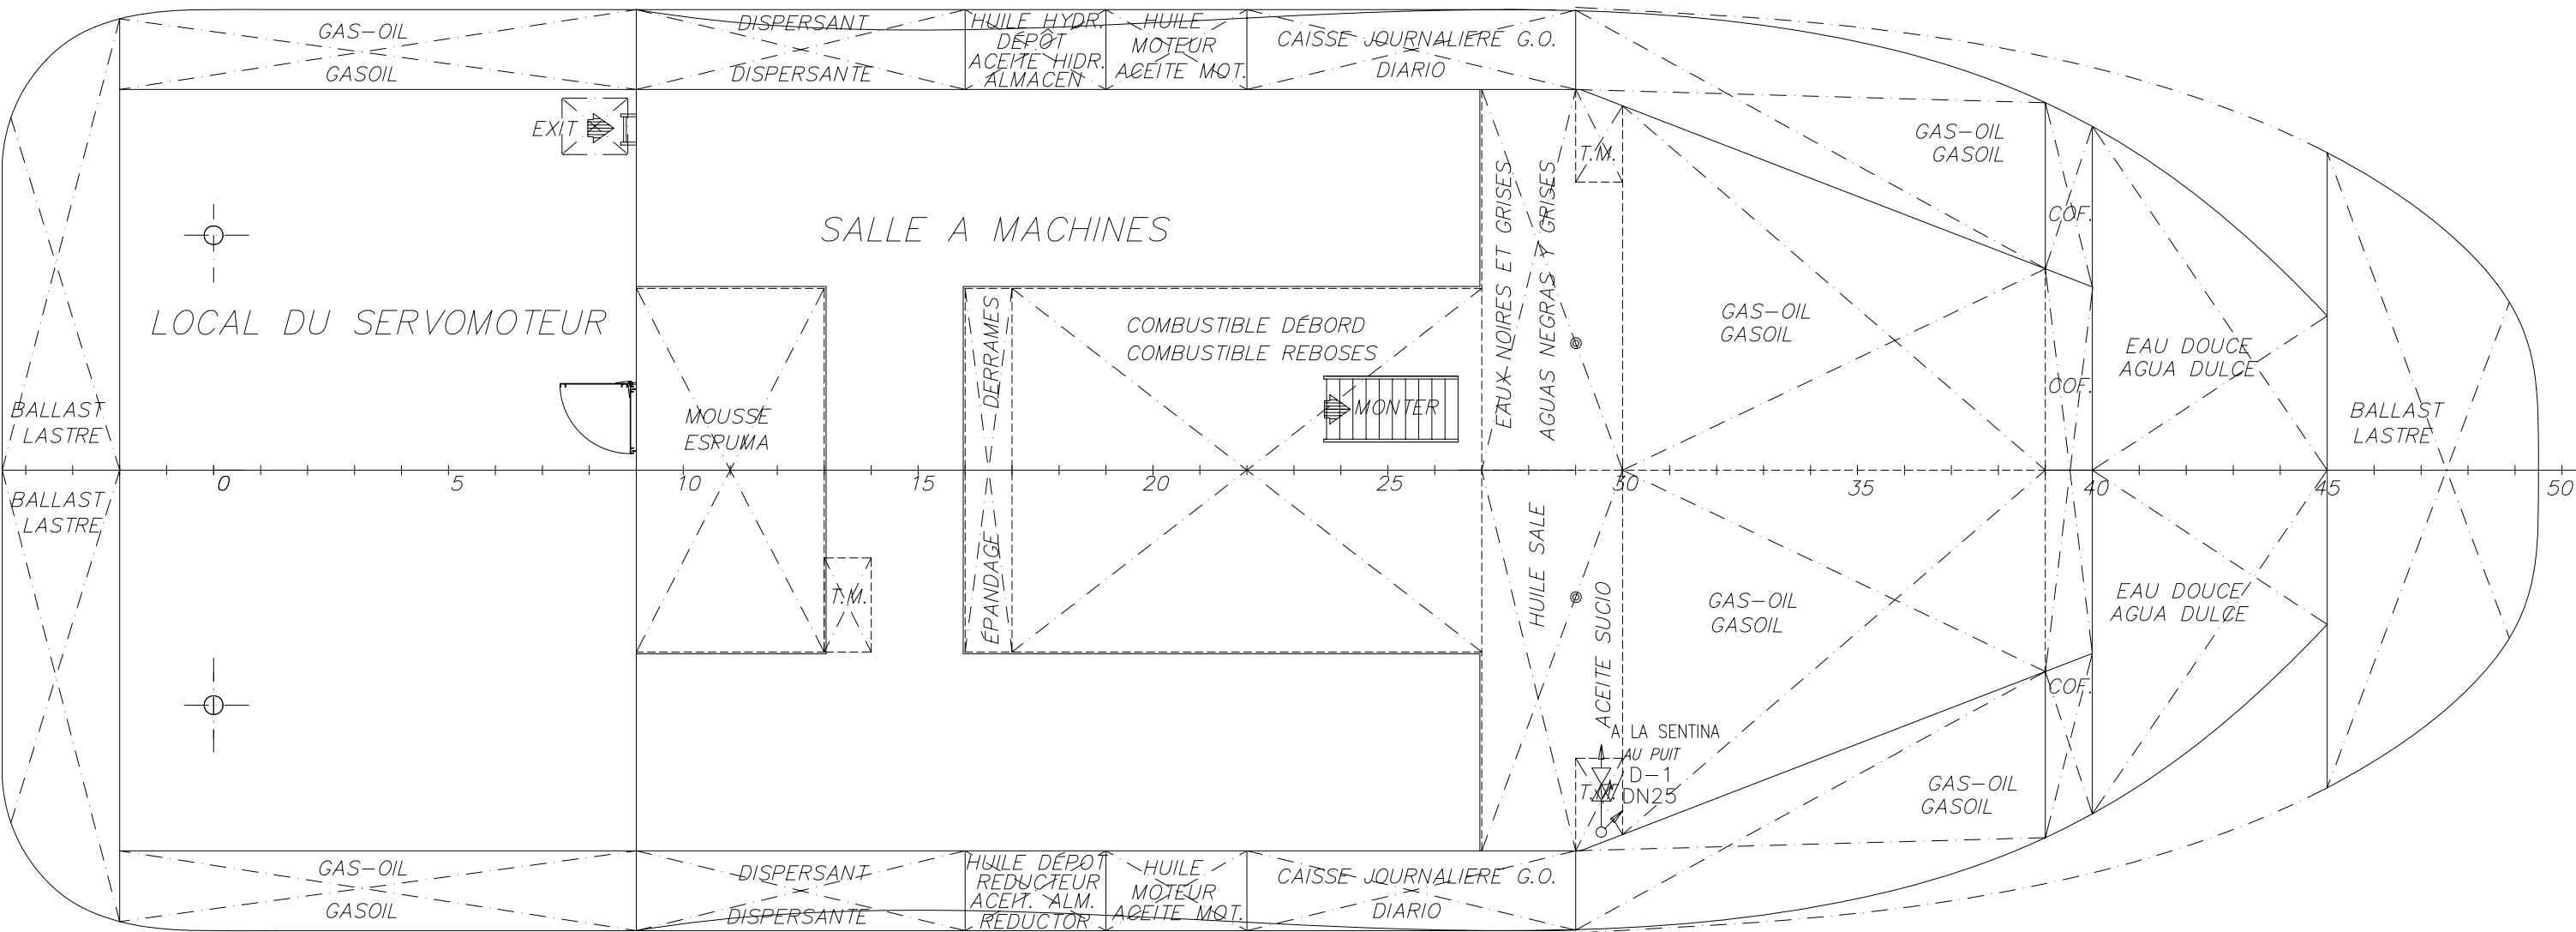 GAS-OIL
GASOIL
DISPERSANT
DISPERSANTE
HUILE HYDR.
DÉPÔT
ACEITE HIDR.
ALMACEN
HUILE
MOTEUR
ACEITE MOT.
CAISSE JOURNALIERE G.O.
DIARIO
EXIT
T.M.
GAS-OIL
GASOIL
COF.
SALLE A MACHINES
LOCAL DU SERVOMOTEUR
EAUX NOIRES ET GRISES
AGUAS NEGRAS Y GRISES
GAS-OIL
GASOIL
COMBUSTIBLE DÉBORD
COMBUSTIBLE REBOSES
DERRAMES
EAU DOUCE
AGUA DULCE
COF.
BALLAST
LASTRE
MOUSSE
ESPUMA
MONTER
BALLAST
LASTRE
0
5
10
15
20
25
30
35
40
45
50
BALLAST
LASTRE
ÉPANDAGE
T.M.
HUILE SALE
ACEITE SUCIO
GAS-OIL
GASOIL
EAU DOUCE
AGUA DULCE
COF.
A LA SENTINA
AU PUIT
D-1
DN25
T.M.
GAS-OIL
GASOIL
GAS-OIL
GASOIL
DISPERSANT
DISPERSANTE
HUILE DÉPOT
REDUCTEUR
ACEIT. ALM.
REDUCTOR
HUILE
MOTEUR
ACEITE MOT.
CAISSE JOURNALIERE G.O.
DIARIO